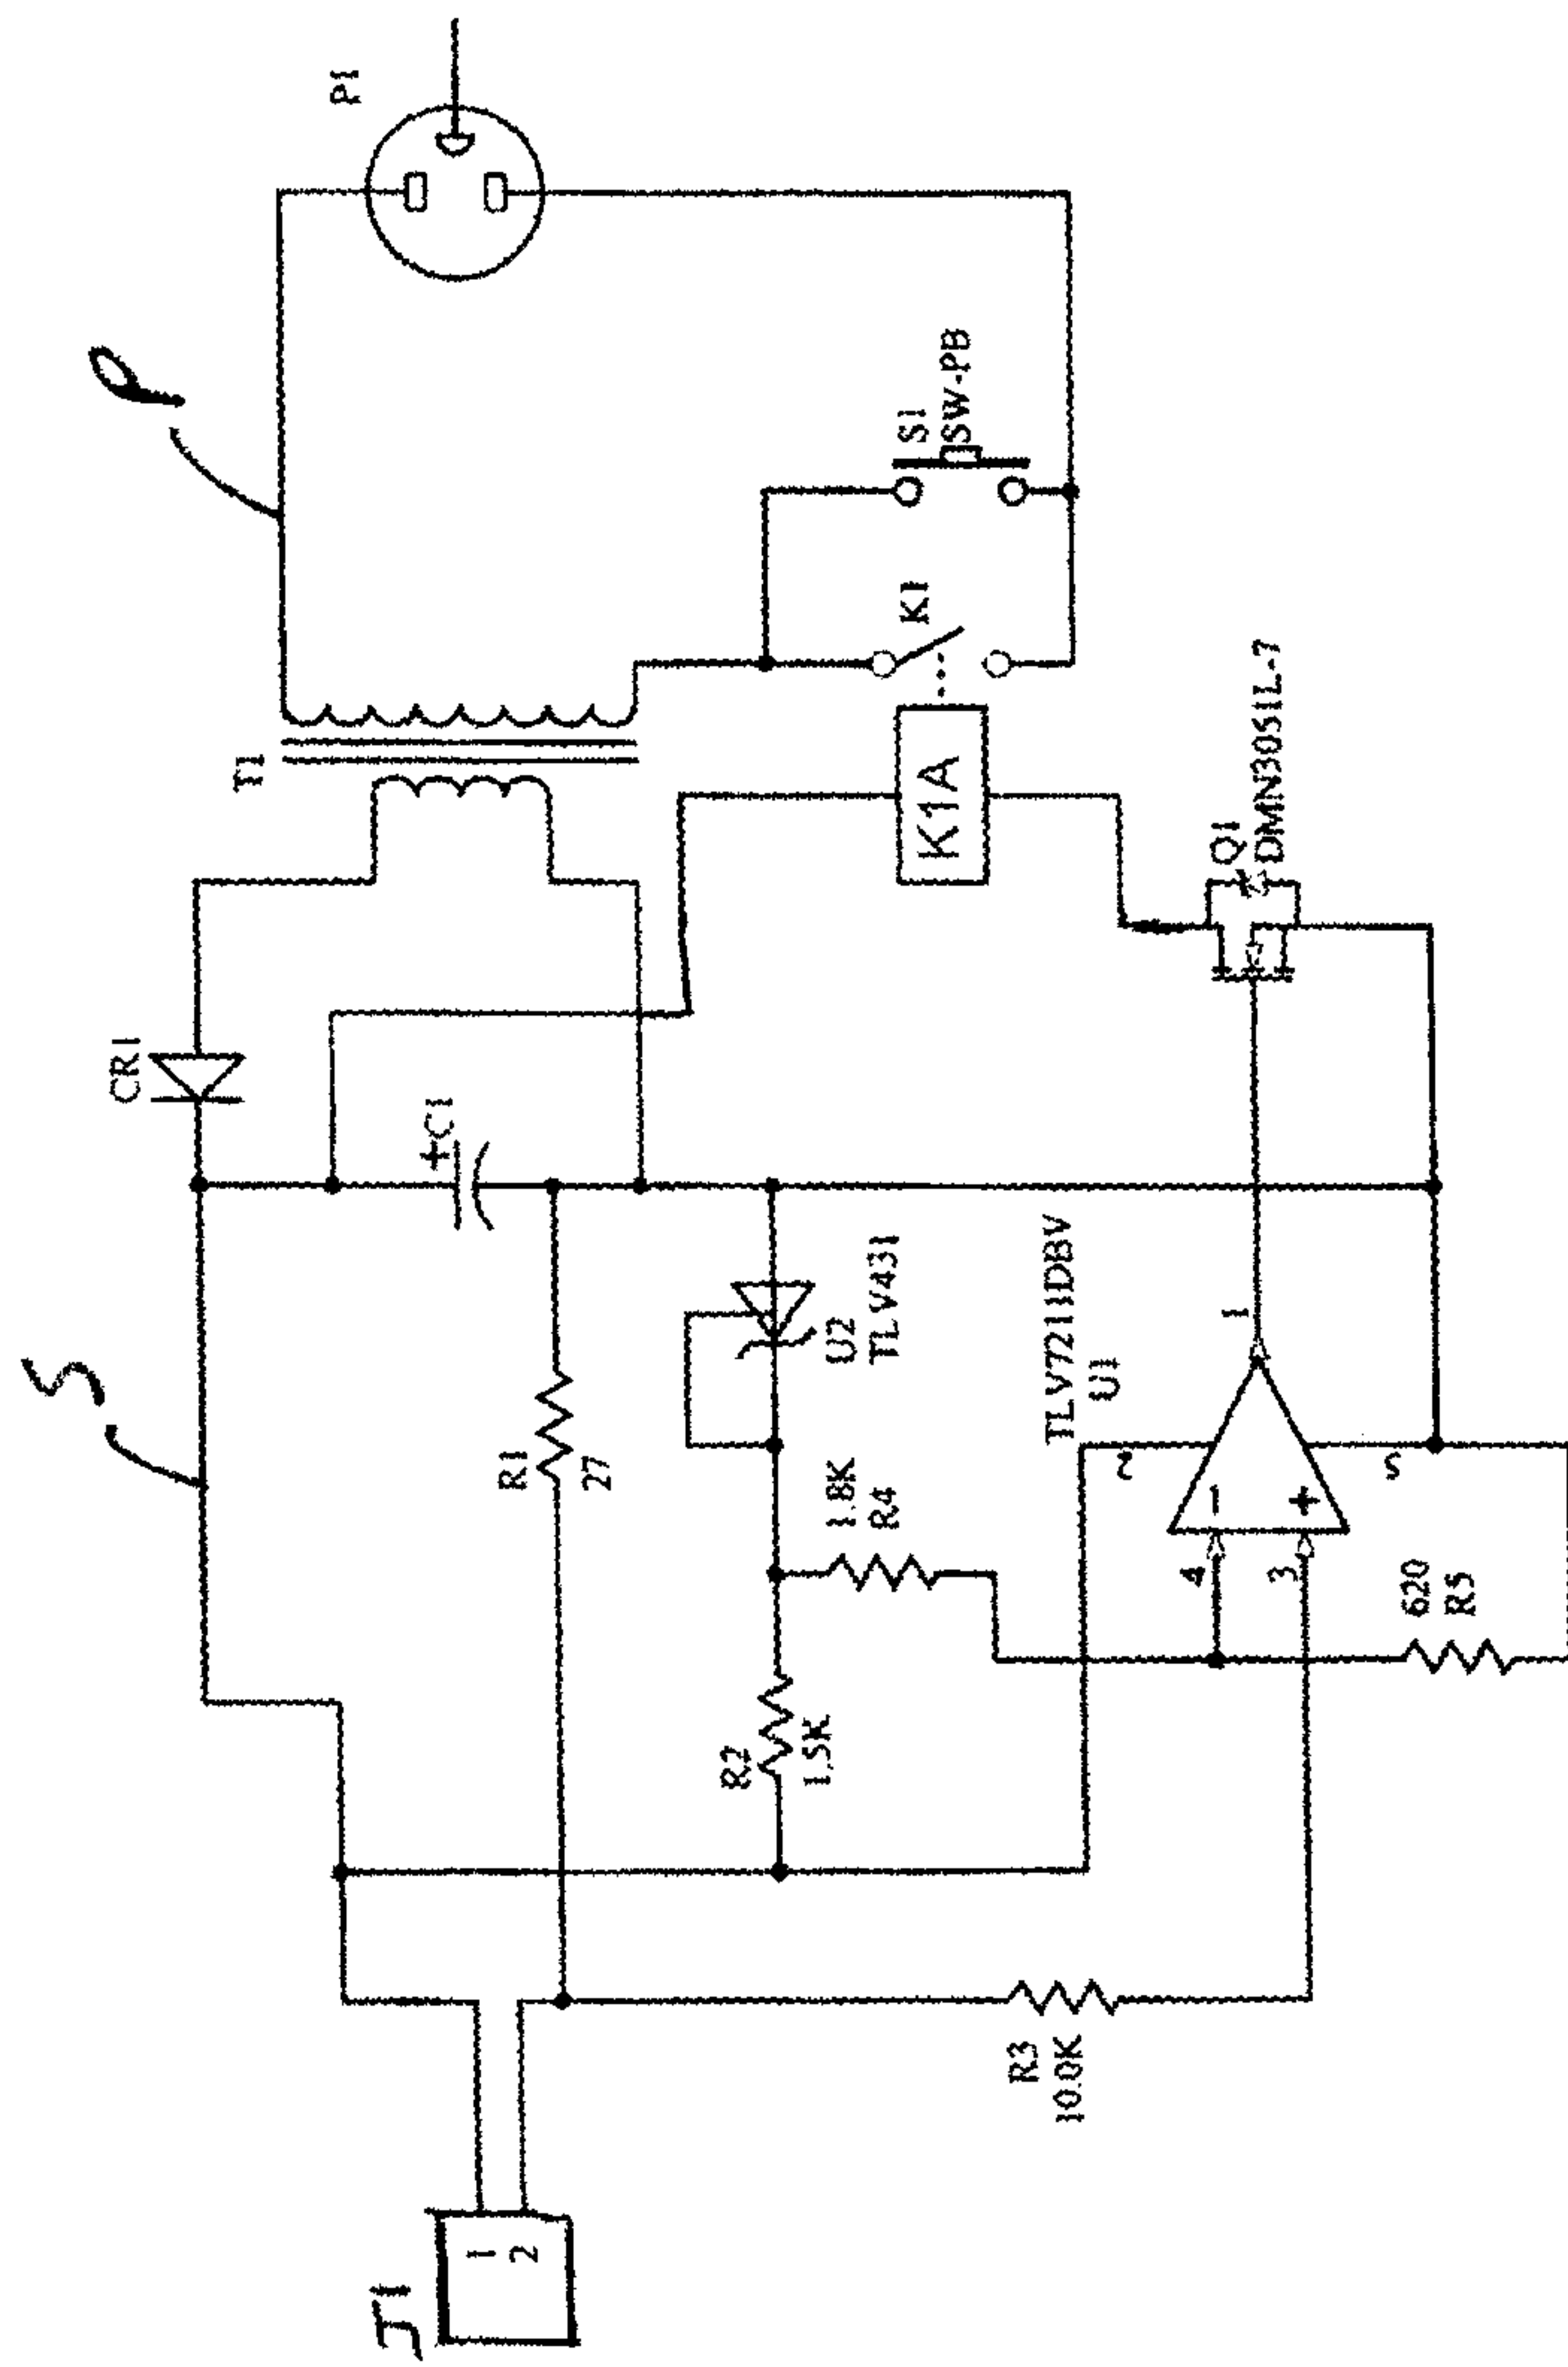 P1
P
S1
SW-PB
K1
T1
K1A
Q1
DMN3051L-7
CR1
+C1
S
R1
27
U2
TLV431
TLV7211DBV
U1
1
2
5
4
3
-
+
1.8K
R4
620
R5
R2
1.5K
R3
10.0K
J1
1
2